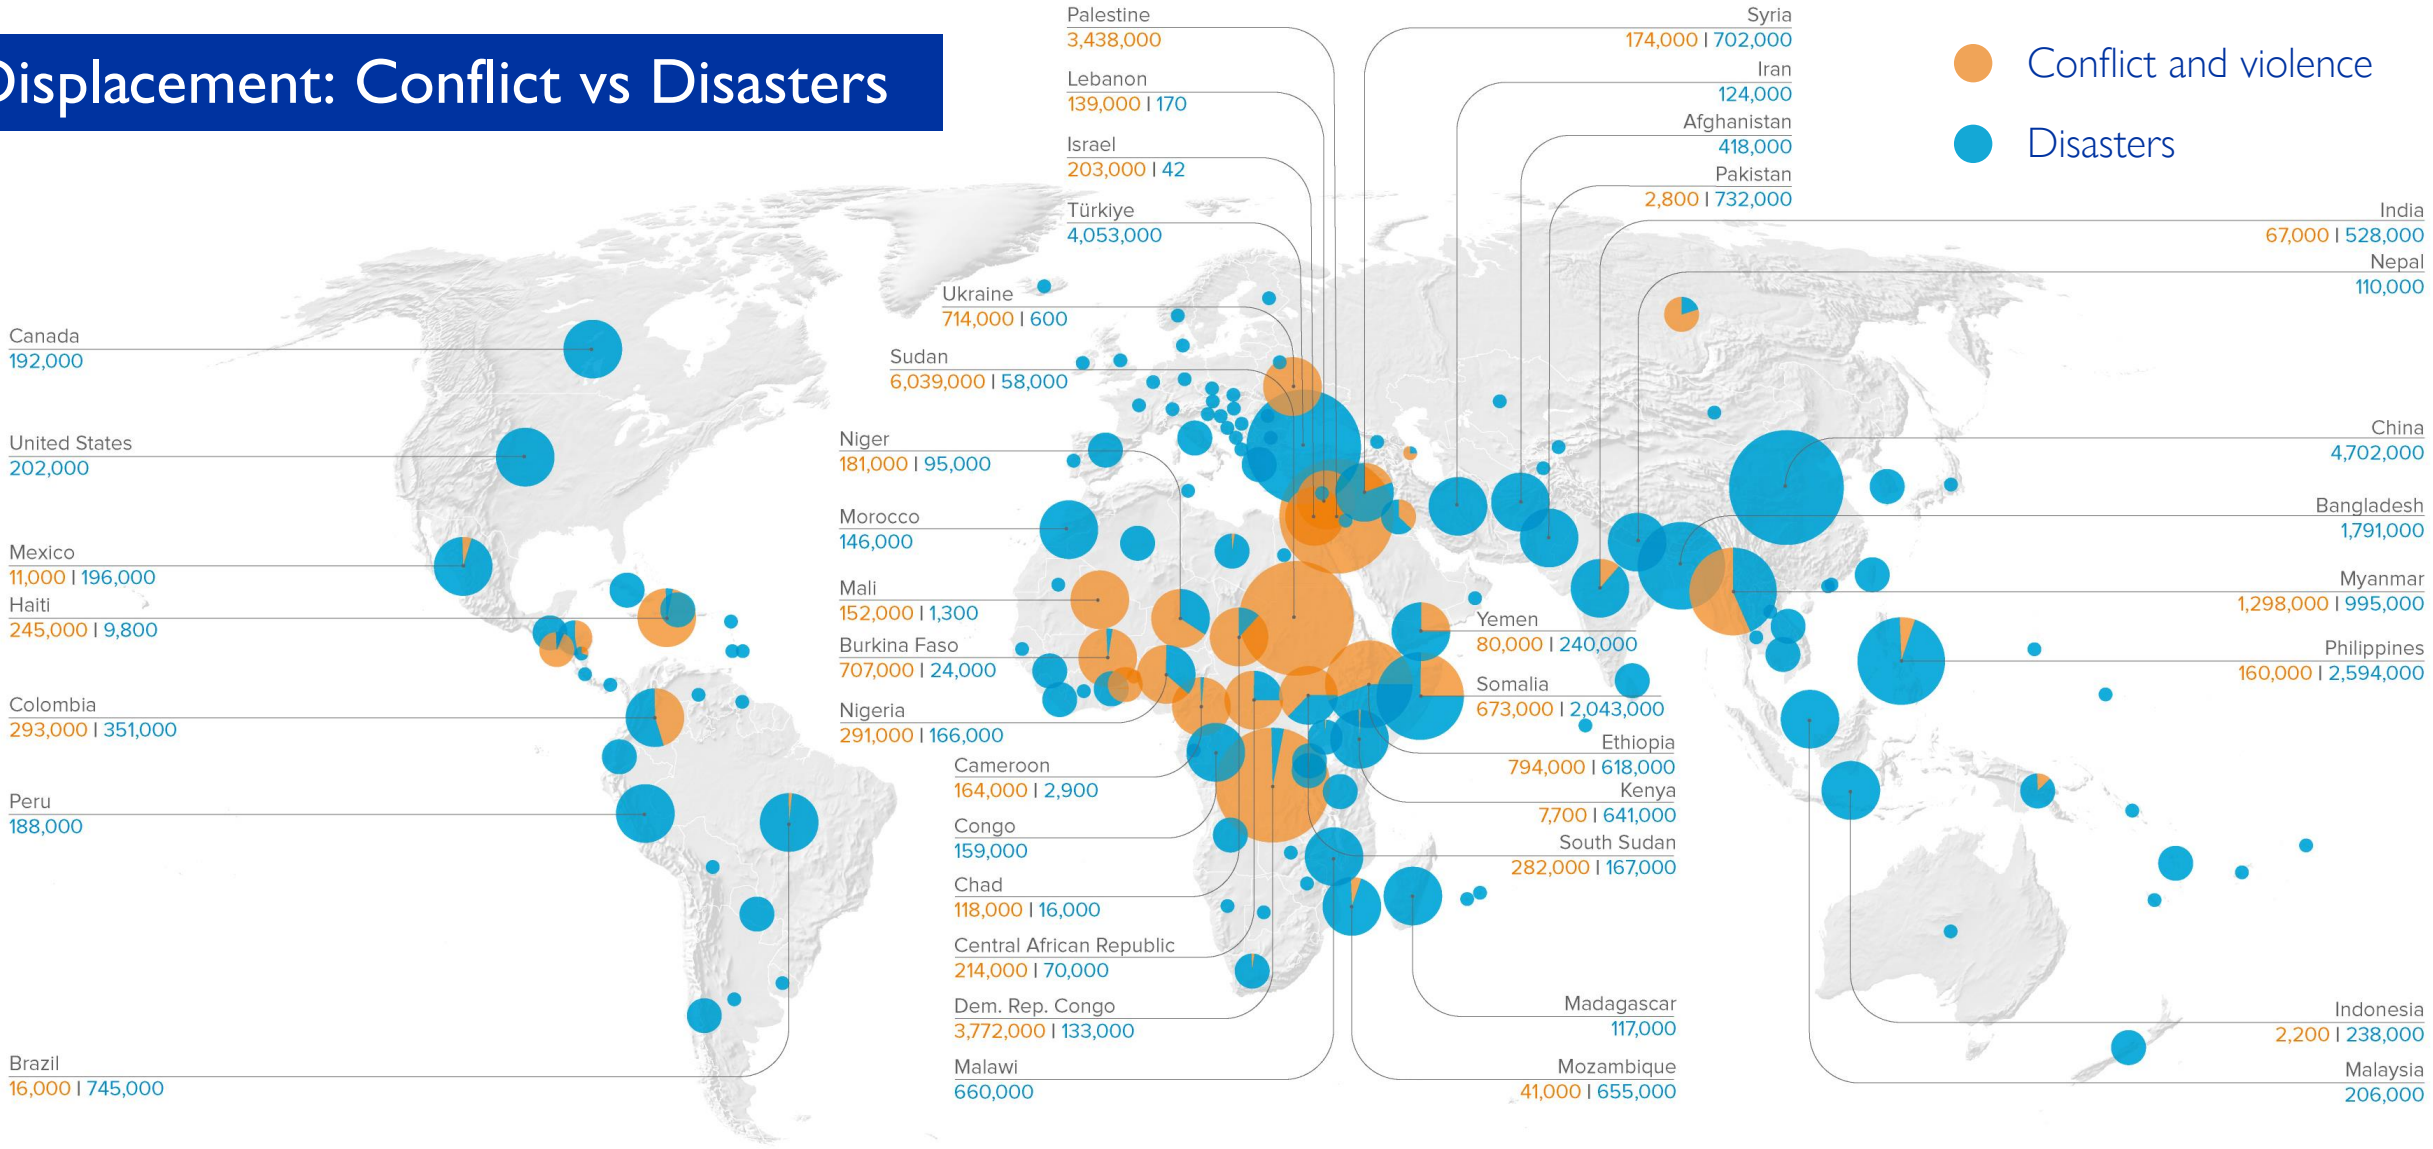 Displacement: Conflict vs Disasters
Conflict and violence
Disasters
Palestine
3,438,000
Lebanon
139,000 | 170
Israel
203,000 | 42
Türkiye
4,053,000
Ukraine
714,000 | 600
Sudan
6,039,000 | 58,000
Niger
181,000 | 95,000
Morocco
146,000
Mali
152,000 | 1,300
Burkina Faso
707,000 | 24,000
Nigeria
291,000 | 166,000
Cameroon
164,000 | 2,900
Congo
159,000
Chad
118,000 | 16,000
Central African Republic
214,000 | 70,000
Dem. Rep. Congo
3,772,000 | 133,000
Malawi
660,000
Canada
192,000
United States
202,000
Mexico
11,000 | 196,000
Haiti
245,000 | 9,800
Colombia
293,000 | 351,000
Peru
188,000
Brazil
16,000 | 745,000
Syria
174,000 | 702,000
Iran
124,000
Afghanistan
418,000
Pakistan
2,800 | 732,000
India
67,000 | 528,000
Nepal
110,000
China
4,702,000
Bangladesh
1,791,000
Myanmar
1,298,000 | 995,000
Philippines
160,000 | 2,594,000
Yemen
80,000 | 240,000
Somalia
673,000 | 2,043,000
Ethiopia
794,000 | 618,000
Kenya
7,700 | 641,000
South Sudan
282,000 | 167,000
Madagascar
117,000
Mozambique
41,000 | 655,000
Indonesia
2,200 | 238,000
Malaysia
206,000